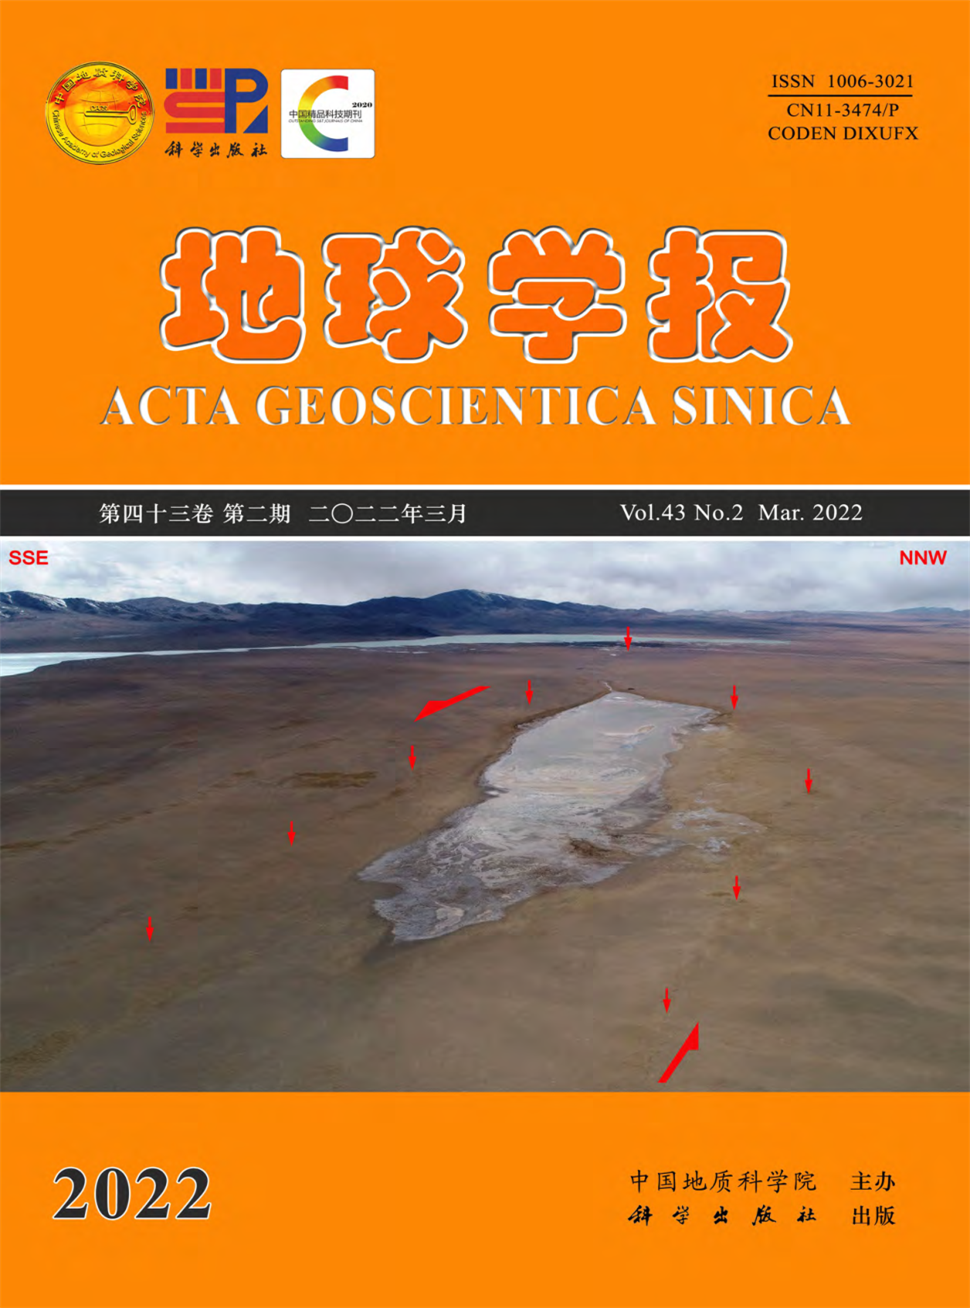 中国地质科学院
CAGS
Chinese Academy of Geological Sciences
科学出版社
2020
中国精品科技期刊
OUTSTANDING S&T JOURNALS OF CHINA
ISSN 1006-3021
CN11-3474/P
CODEN DIXUFX
地球学报
ACTA GEOSCIENTICA SINICA
第四十三卷 第二期 二〇二二年三月 Vol.43 No.2 Mar. 2022
SSE NNW
2022
中国地质科学院 主办
科学出版社 出版